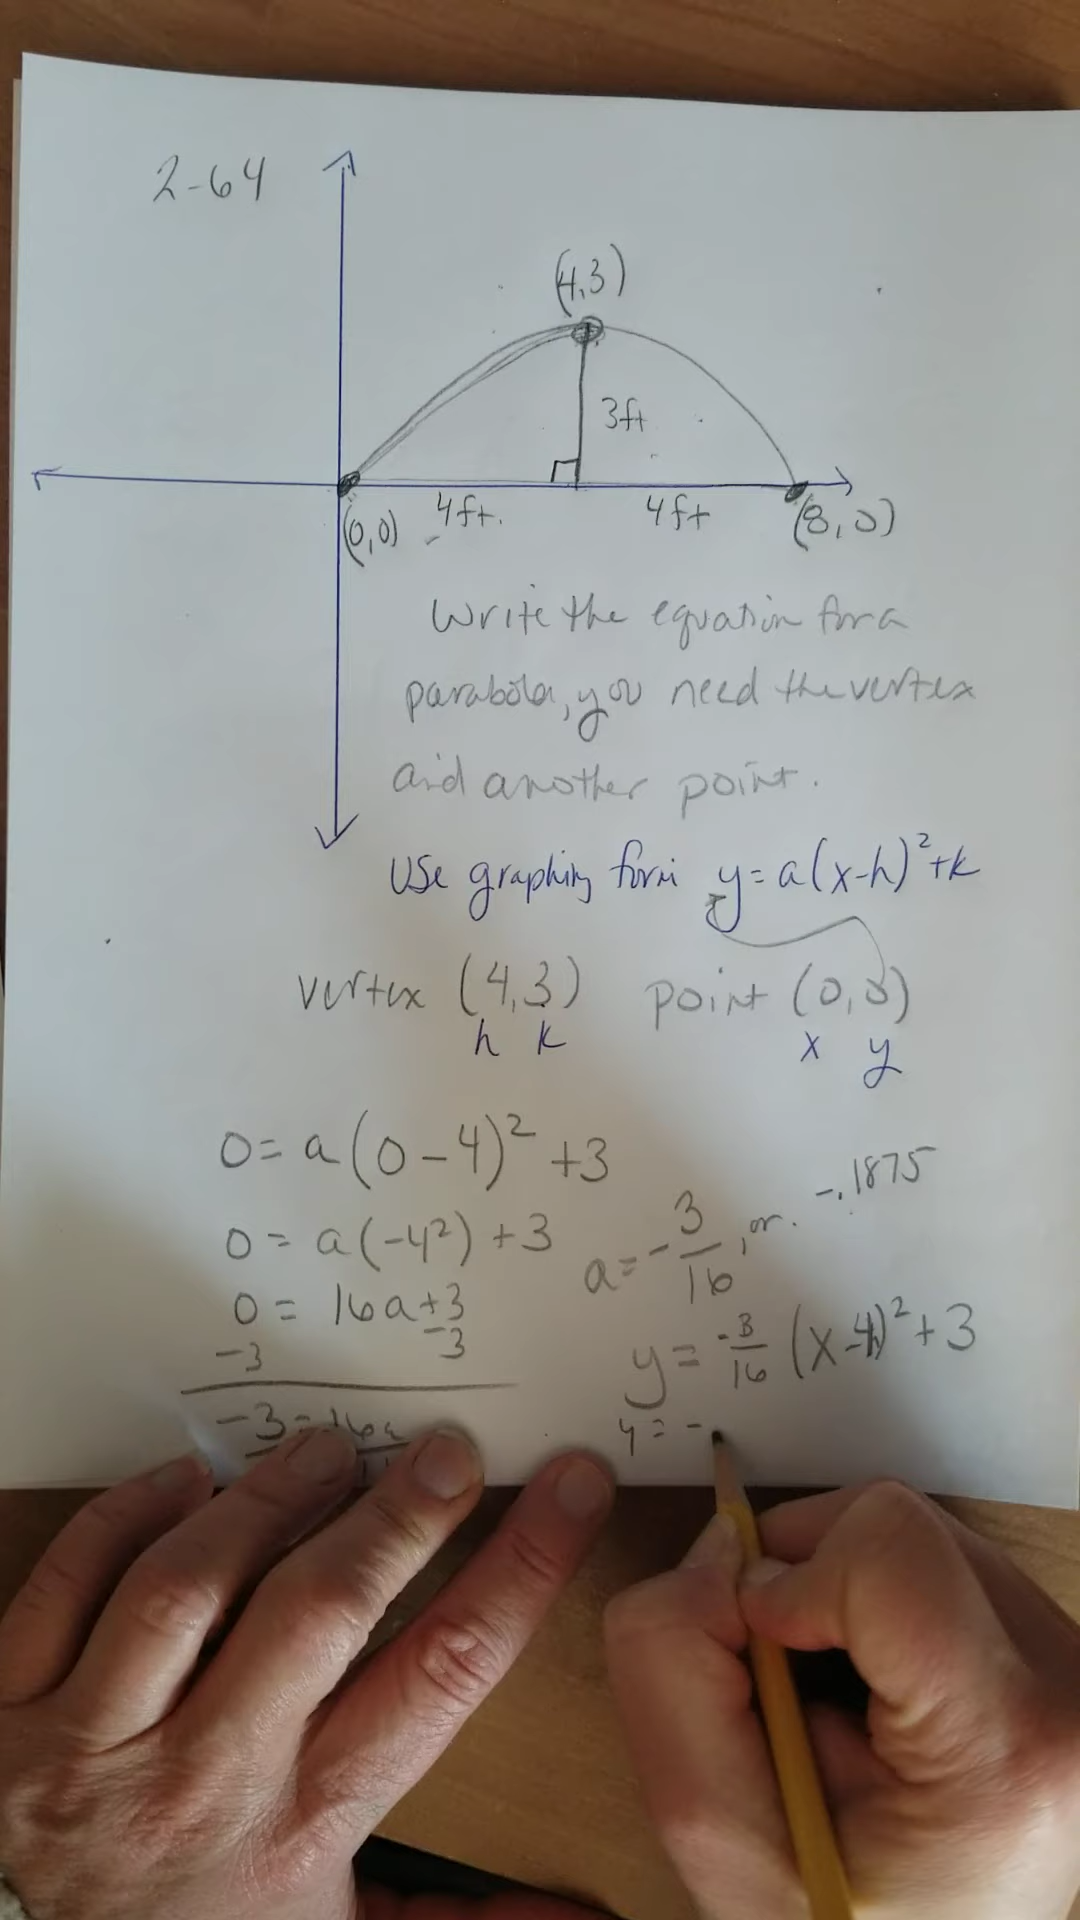 2-64
(4,3)
3ft
(0,0) 4ft. 4ft (8,0)
Write the equation for a
parabola, you need the vertex
and another point.
Use graphing form y=a(x-h)²+k
vertex (4,3) point (0,0)
h k x y
0=a(0-4)²+3
0=a(-4²)+3
0=16a+3
-3 -3
-3=16a
a=-3/16, or. -.1875
y=-3/16(x-4)²+3
y=-